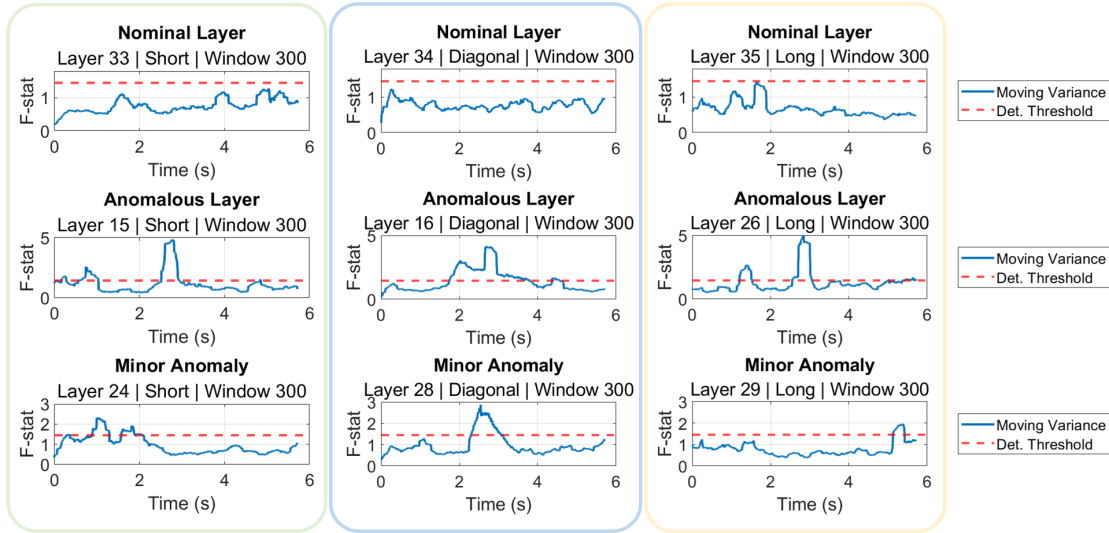 Nominal Layer
Layer 33 | Short | Window 300
F-stat
1
0
0
2
4
6
Time (s)
Nominal Layer
Layer 34 | Diagonal | Window 300
F-stat
1
0
0
2
4
6
Time (s)
Nominal Layer
Layer 35 | Long | Window 300
F-stat
1
0
0
2
4
6
Time (s)
Moving Variance
Det. Threshold
Anomalous Layer
Layer 15 | Short | Window 300
F-stat
5
0
0
2
4
6
Time (s)
Anomalous Layer
Layer 16 | Diagonal | Window 300
F-stat
5
0
0
2
4
6
Time (s)
Anomalous Layer
Layer 26 | Long | Window 300
F-stat
5
0
0
2
4
6
Time (s)
Moving Variance
Det. Threshold
Minor Anomaly
Layer 24 | Short | Window 300
F-stat
3
2
1
0
0
2
4
6
Time (s)
Minor Anomaly
Layer 28 | Diagonal | Window 300
F-stat
3
2
1
0
0
2
4
6
Time (s)
Minor Anomaly
Layer 29 | Long | Window 300
F-stat
3
2
1
0
0
2
4
6
Time (s)
Moving Variance
Det. Threshold